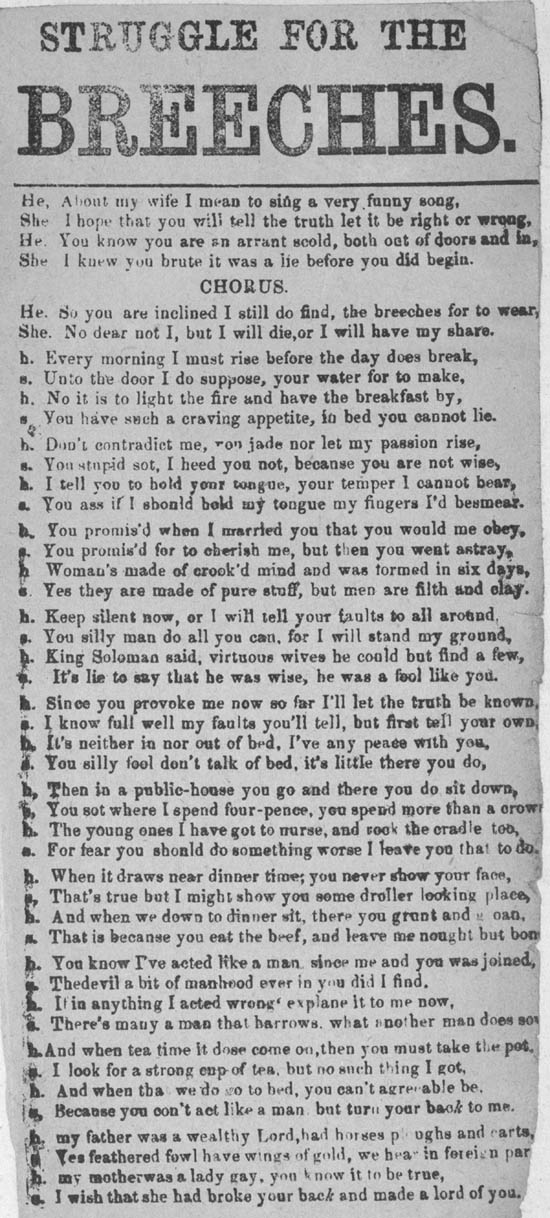 STRUGGLE FOR THE
BREECHES.
He, About my wife I mean to sing a very funny song,
She I hope that you will tell the truth let it be right or wrong,
He. You know you are an arrant scold, both out of doors and in,
She I knew you brute it was a lie before you did begin.
CHORUS.
He. So you are inclined I still do find, the breeches for to wear,
She. No dear not I, but I will die,or I will have my share.
h. Every morning I must rise before the day does break,
s. Unto the door I do suppose, your water for to make,
h. No it is to light the fire and have the breakfast by,
s. You have such a craving appetite, in bed you cannot lie.
h. Don't contradict me, you jade nor let my passion rise,
s. You stupid sot, I heed you not, because you are not wise,
h. I tell you to hold your tongue, your temper I cannot bear,
s. You ass if I should hold my tongue my fingers I'd besmear.
h. You promis'd when I married you that you would me obey,
s. You promis'd for to cherish me, but then you went astray,
h Woman's made of crook'd mind and was formed in six days,
s. Yes they are made of pure stuff, but men are filth and clay.
h. Keep silent now, or I will tell your faults to all around,
s. You silly man do all you can, for I will stand my ground,
h. King Soloman said, virtuous wives he could but find a few,
s. It's lie to say that he was wise, he was a fool like you.
h. Since you provoke me now so far I'll let the truth be known,
s. I know full well my faults you'll tell, but first tell your own,
h. It's neither in nor out of bed, I've any peace with you,
s. You silly fool don't talk of bed, it's little there you do,
h, Then in a public-house you go and there you do sit down,
s, You sot where I spend four-pence, you spend more than a crow
h. The young ones I have got to nurse, and rock the cradle too,
s. For fear you should do something worse I leave you that to do.
h. When it draws near dinner time; you never show your face,
s, That's true but I might show you some droller looking place,
h. And when we down to dinner sit, there you grunt and oan,
s. That is because you eat the beef, and leave me nought but bon
h. You know I've acted like a man since me and you was joined,
s. Thedevil a bit of manhood ever in you did I find.
h. If in anything I acted wrong explane it to me now,
s. There's many a man that harrows. what another man does sow
h.And when tea time it dose come on,then you must take the pot,
s. I look for a strong cup of tea, but no such thing I got,
h. And when tha we do go to bed, you can't agreeable be.
s, Because you con't act like a man but turn your back to me.
h, my father was a wealthy Lord,had horses ploughs and carts,
s. Yes feathered fowl have wings of gold, we hear in foreign par
h. my motherwas a lady gay, you know it to be true,
s. I wish that she had broke your back and made a lord of you.